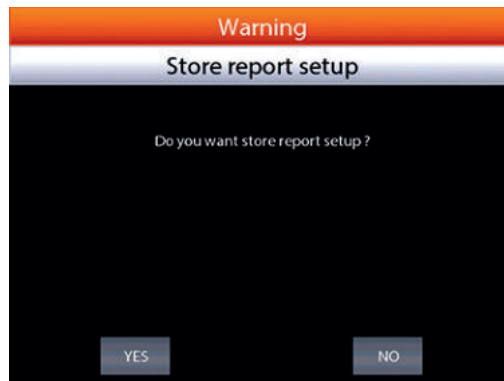 Warning
Store report setup
Do you want store report setup ?
YES NO